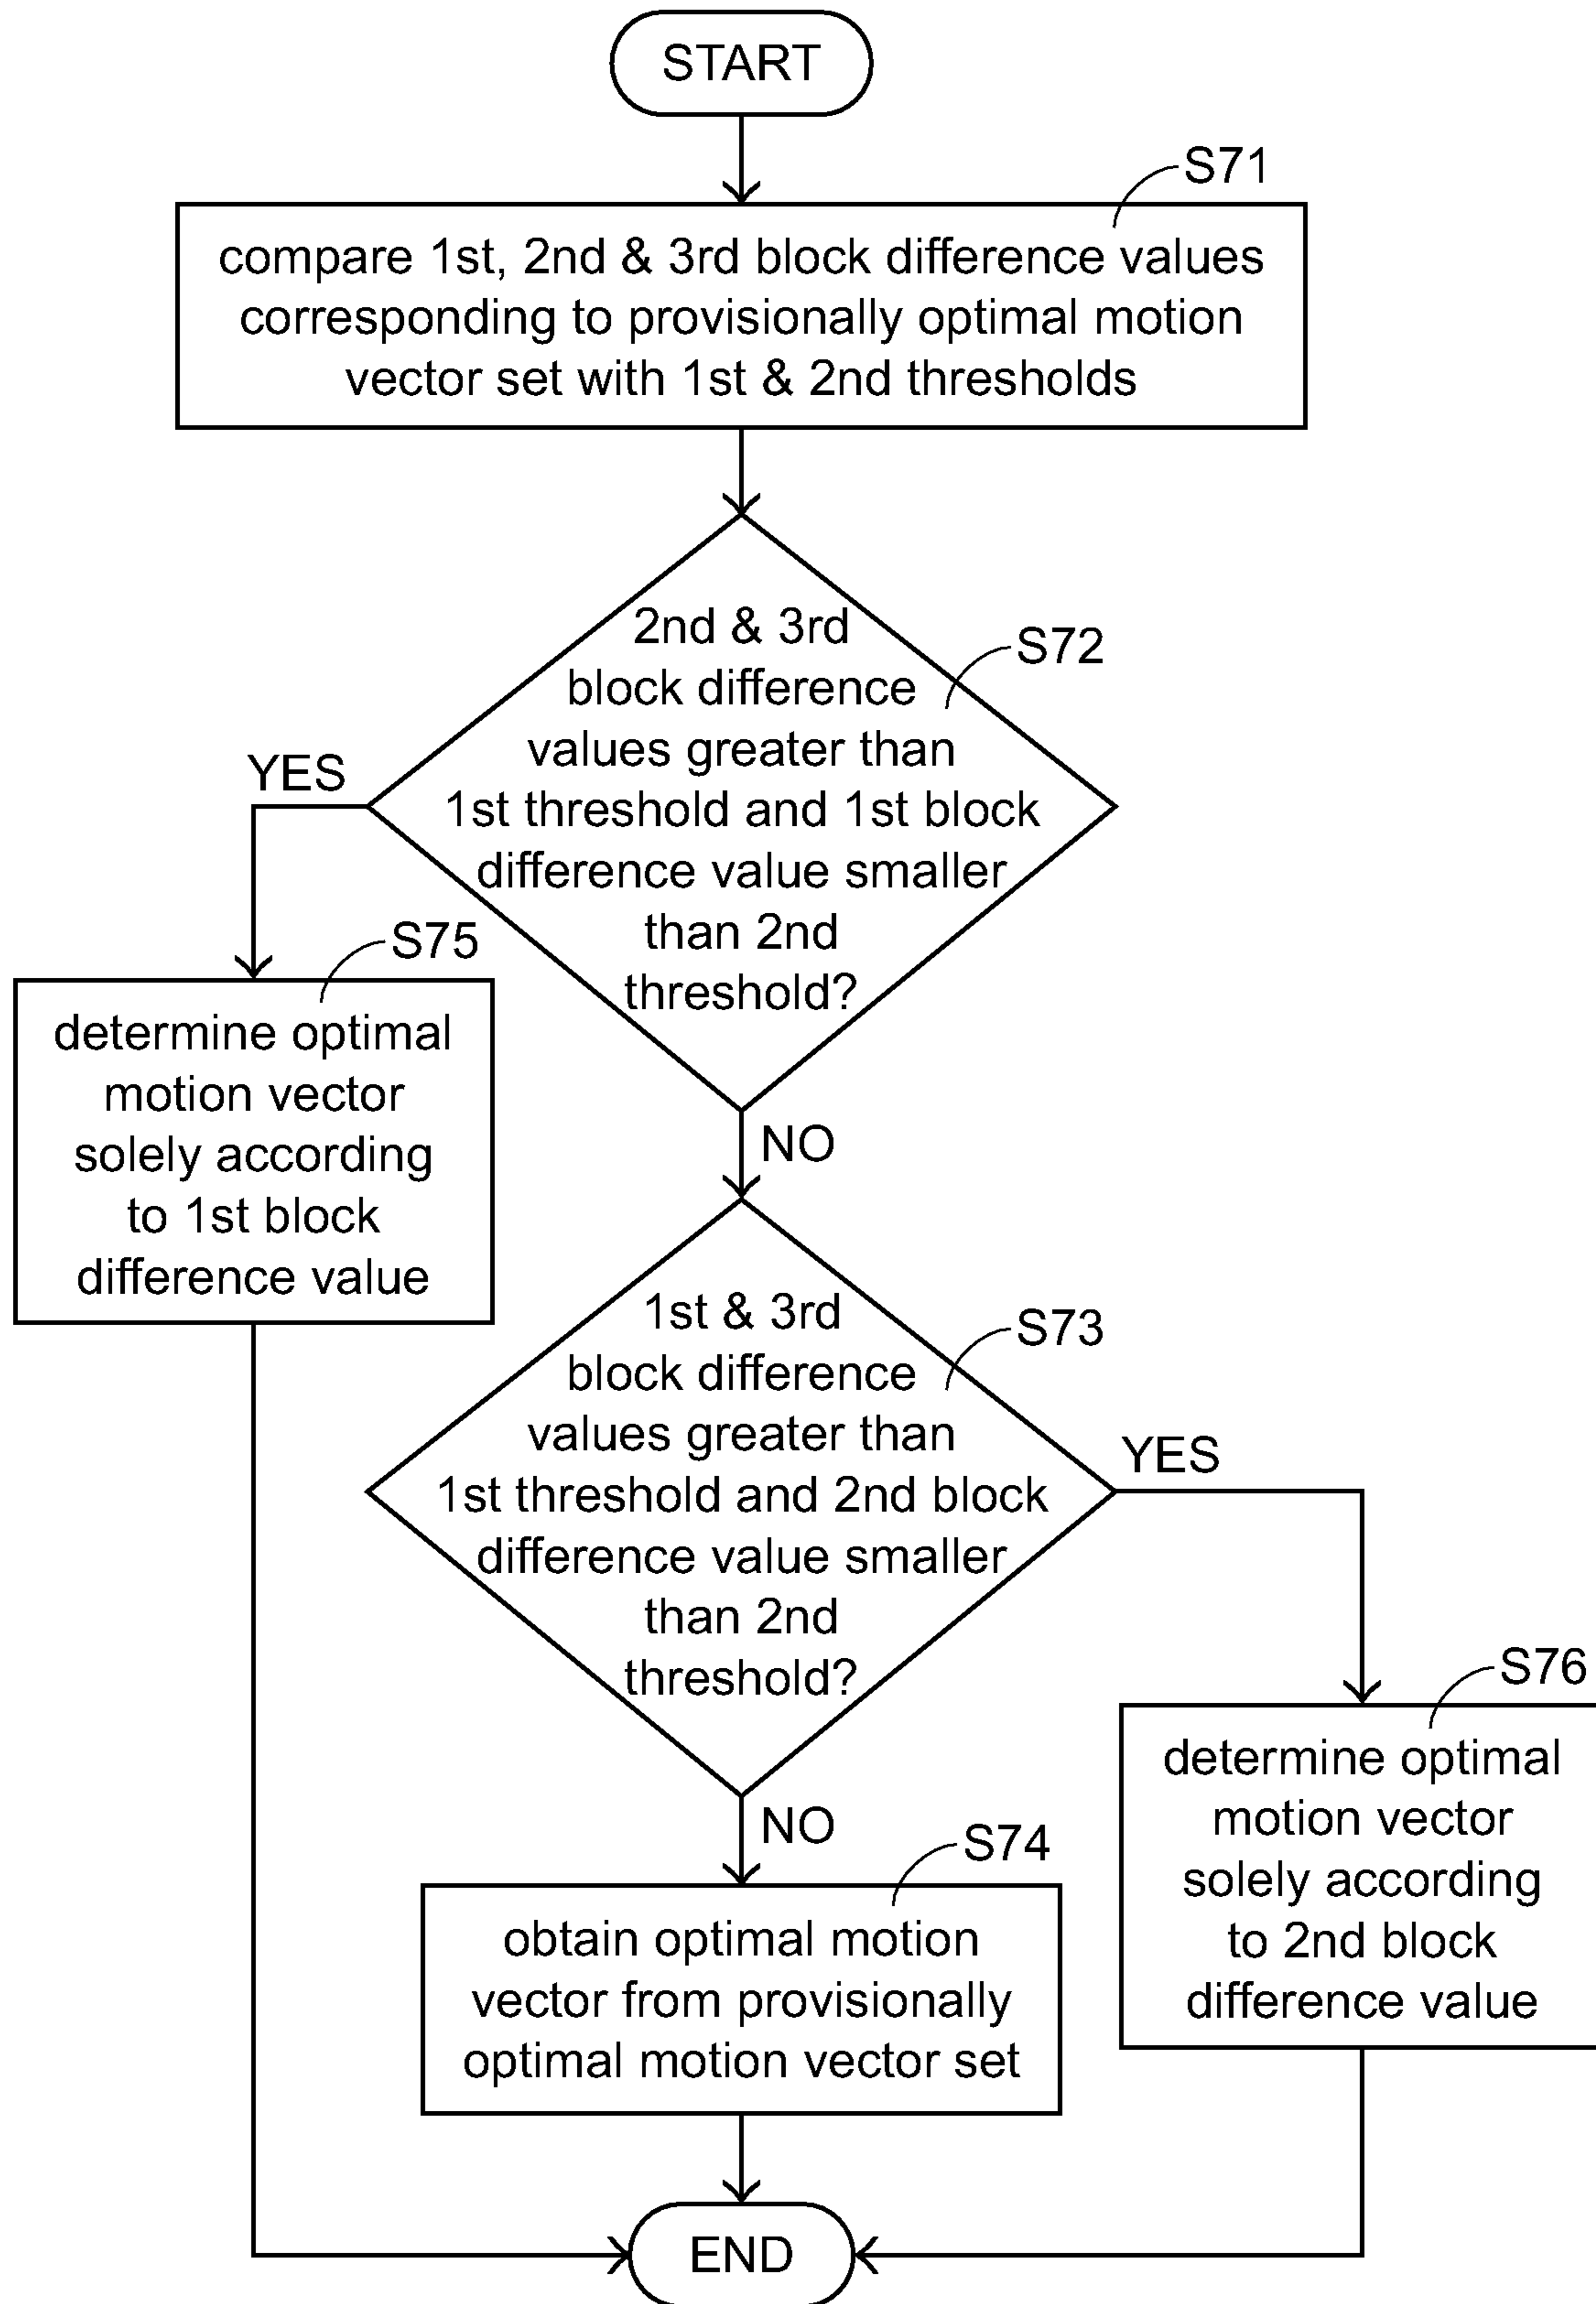 START
S71
compare 1st, 2nd & 3rd block difference values
corresponding to provisionally optimal motion
vector set with 1st & 2nd thresholds
S72
2nd & 3rd
block difference
values greater than
1st threshold and 1st block
difference value smaller
than 2nd
threshold?
YES
S75
determine optimal
motion vector
solely according
to 1st block
difference value
NO
S73
1st & 3rd
block difference
values greater than
1st threshold and 2nd block
difference value smaller
than 2nd
threshold?
YES
S76
determine optimal
motion vector
solely according
to 2nd block
difference value
NO
S74
obtain optimal motion
vector from provisionally
optimal motion vector set
END